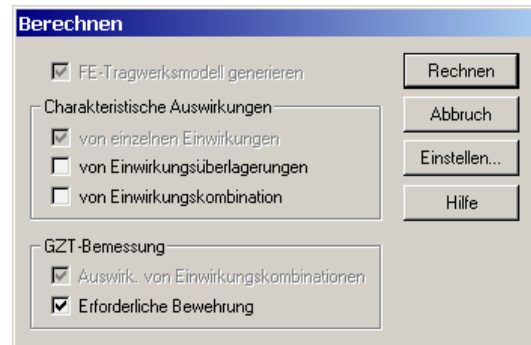 Berechnen
FE-Tragwerksmodell generieren
Rechnen
Charakteristische Auswirkungen
Abbruch
von einzelnen Einwirkungen
Einstellen...
von Einwirkungsüberlagerungen
von Einwirkungskombination
Hilfe
GZT-Bemessung
Auswirk. von Einwirkungskombinationen
Erforderliche Bewehrung